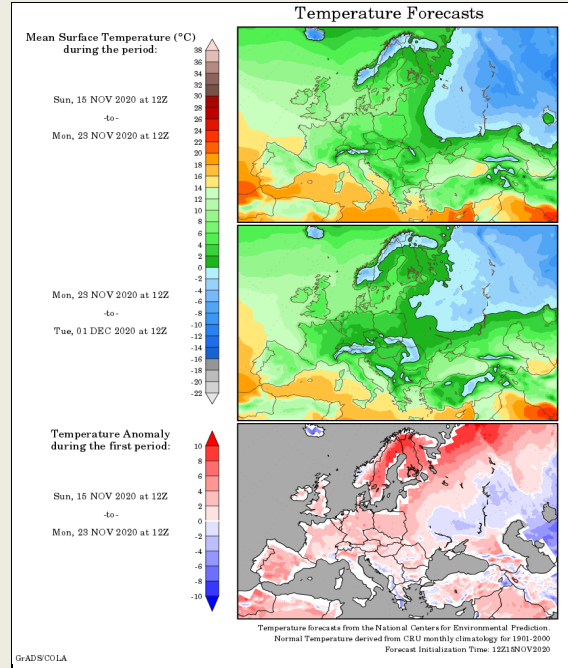 Temperature Forecasts
Mean Surface Temperature (°C)
during the period:
Sun, 15 NOV 2020 at 12Z
-to-
Mon, 23 NOV 2020 at 12Z
38
36
34
32
30
28
26
24
22
20
18
16
14
12
10
8
6
4
2
0
-2
-4
-6
-8
-10
-12
-14
-16
-18
-20
-22
Mon, 23 NOV 2020 at 12Z
-to-
Tue, 01 DEC 2020 at 12Z
Temperature Anomaly
during the first period:
Sun, 15 NOV 2020 at 12Z
-to-
Mon, 23 NOV 2020 at 12Z
10
8
6
4
2
0
-2
-4
-6
-8
-10
Temperature forecasts from the National Centers for Environmental Prediction.
Normal Temperature derived from CRU monthly climatology for 1901-2000
Forecast Initialization Time: 12Z15NOV2020
GrADS/COLA